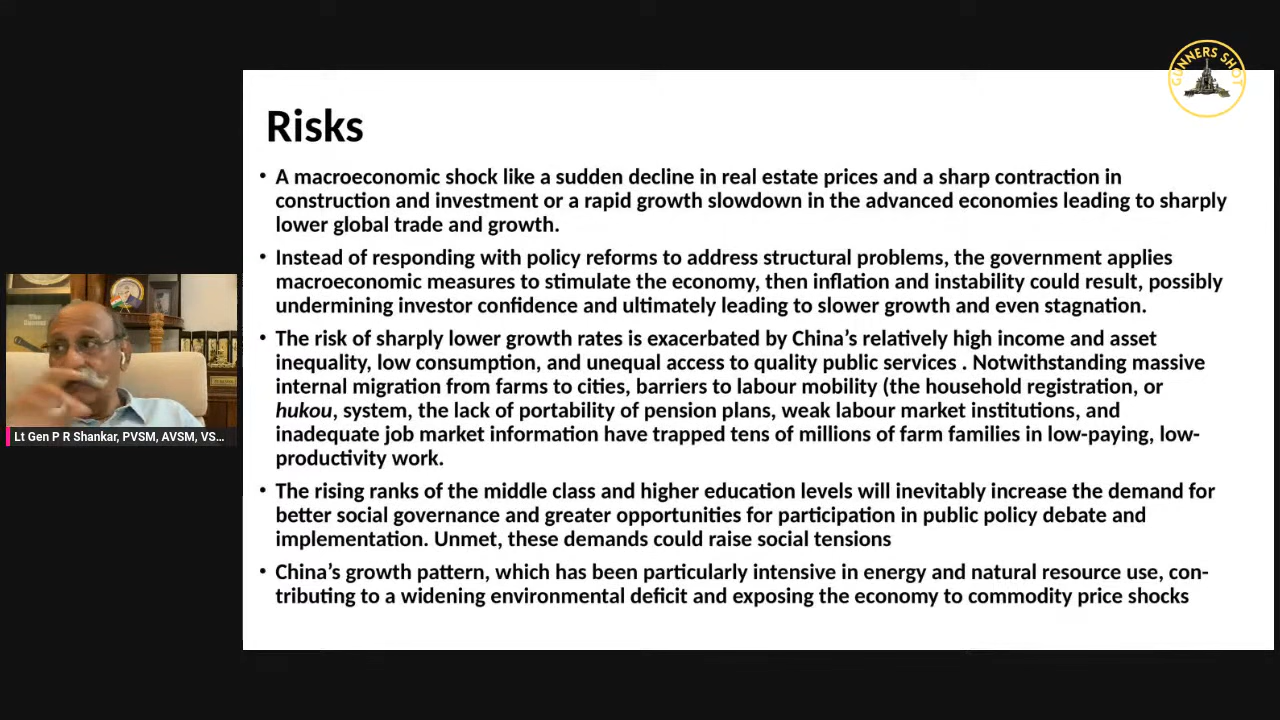 GUNNERS SHOT
Risks
• A macroeconomic shock like a sudden decline in real estate prices and a sharp contraction in
construction and investment or a rapid growth slowdown in the advanced economies leading to sharply
lower global trade and growth.
• Instead of responding with policy reforms to address structural problems, the government applies
macroeconomic measures to stimulate the economy, then inflation and instability could result, possibly
undermining investor confidence and ultimately leading to slower growth and even stagnation.
• The risk of sharply lower growth rates is exacerbated by China’s relatively high income and asset
inequality, low consumption, and unequal access to quality public services . Notwithstanding massive
internal migration from farms to cities, barriers to labour mobility (the household registration, or
hukou, system, the lack of portability of pension plans, weak labour market institutions, and
inadequate job market information have trapped tens of millions of farm families in low-paying, low-
productivity work.
• The rising ranks of the middle class and higher education levels will inevitably increase the demand for
better social governance and greater opportunities for participation in public policy debate and
implementation. Unmet, these demands could raise social tensions
• China’s growth pattern, which has been particularly intensive in energy and natural resource use, con-
tributing to a widening environmental deficit and exposing the economy to commodity price shocks
Lt Gen P R Shankar, PVSM, AVSM, VS...